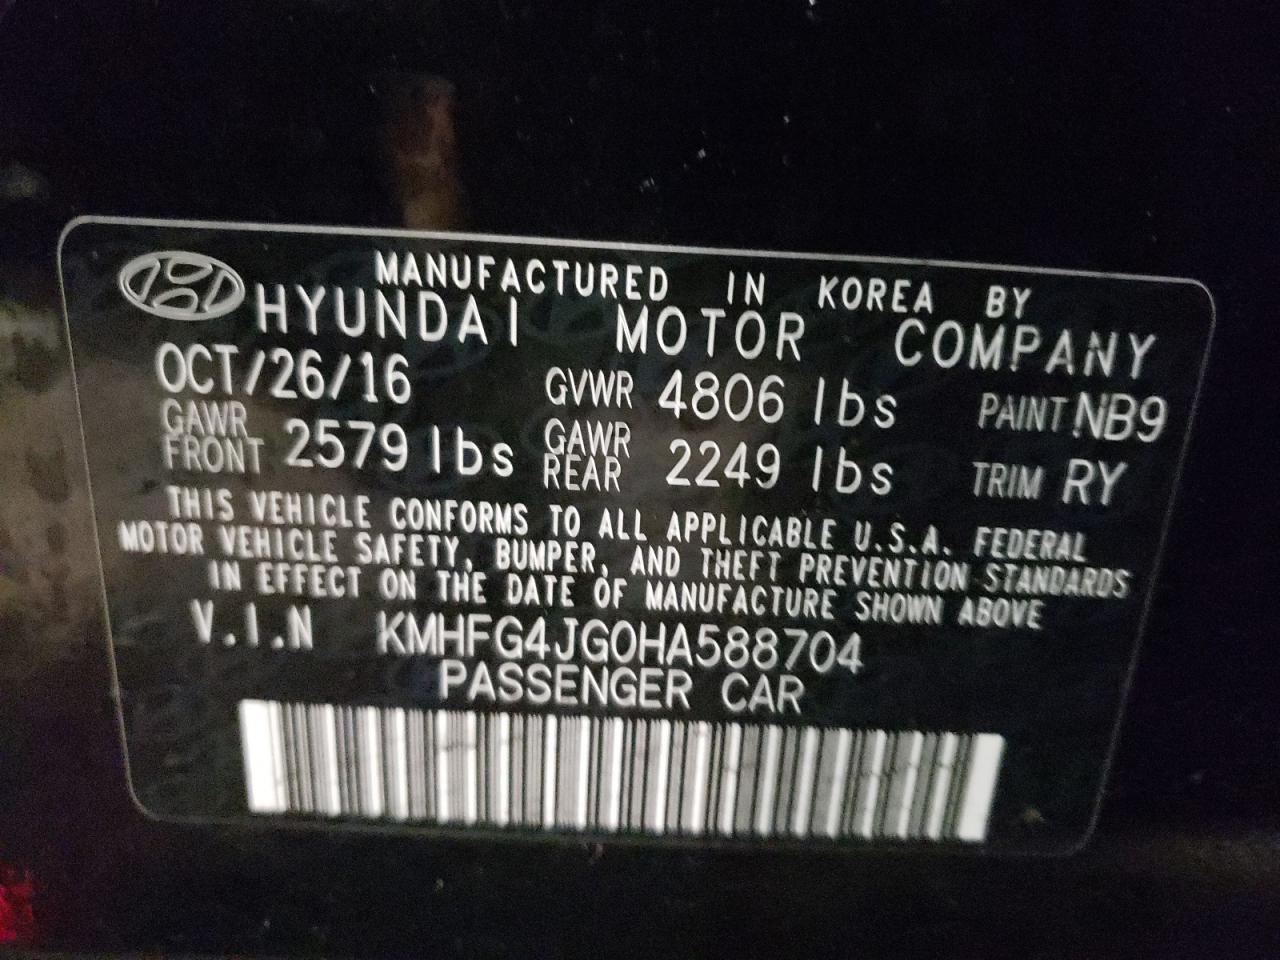 MANUFACTURED IN KOREA BY
HYUNDAI MOTOR COMPANY
OCT/26/16 GVWR 4806 lbs PAINT NB9
GAWR FRONT 2579 lbs GAWR REAR 2249 lbs TRIM RY
THIS VEHICLE CONFORMS TO ALL APPLICABLE U.S.A. FEDERAL
MOTOR VEHICLE SAFETY, BUMPER, AND THEFT PREVENTION STANDARDS
IN EFFECT ON THE DATE OF MANUFACTURE SHOWN ABOVE
V.I.N KMHFG4JG0HA588704
PASSENGER CAR